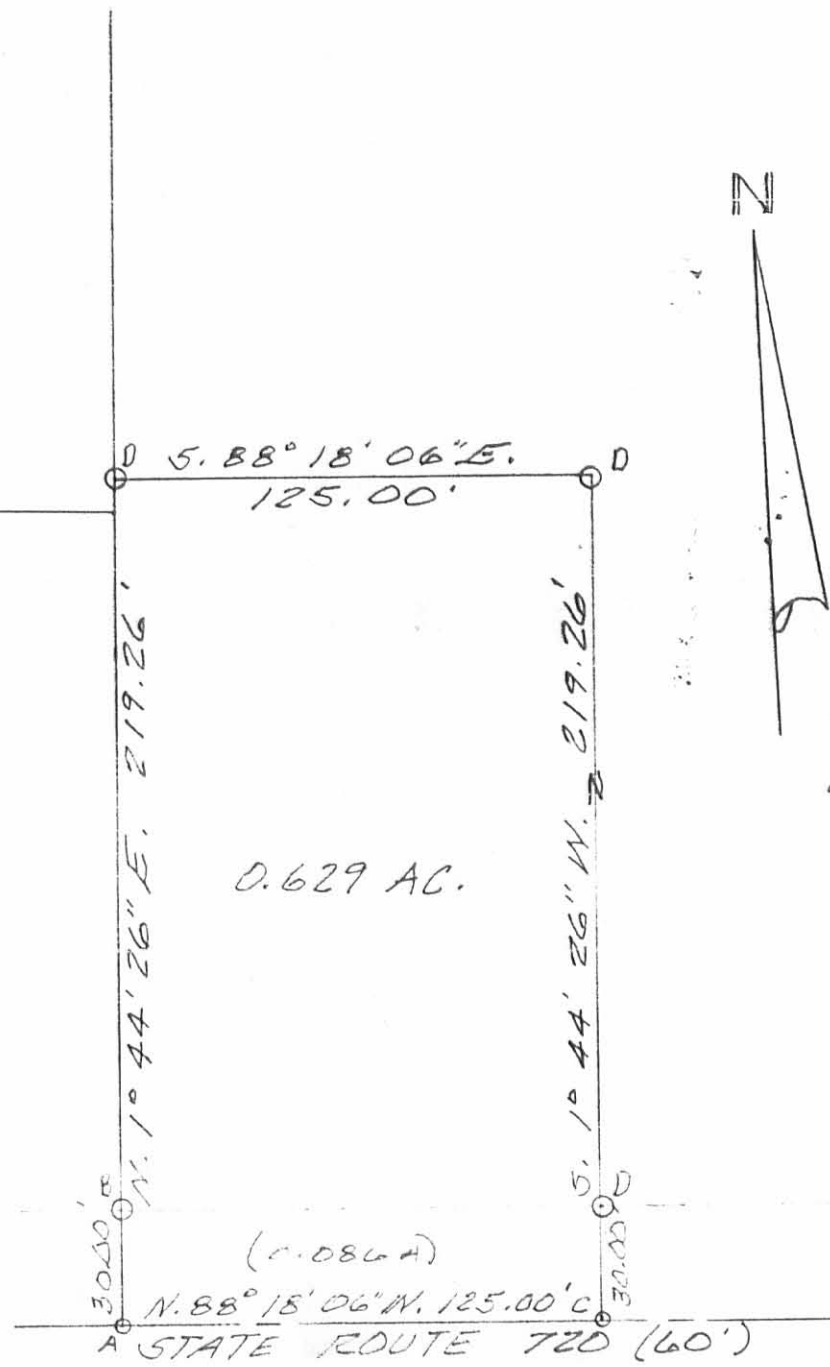 N
D S. 88° 18' 06" E. D
125.00'
N. 1° 44' 26" E. 219.26'
S. 1° 44' 26" W. 219.26'
0.629 AC.
B
D
30.00'
30.00'
(0.086 A)
N. 88° 18' 06" W. 125.00' C
A STATE ROUTE 720 (60')